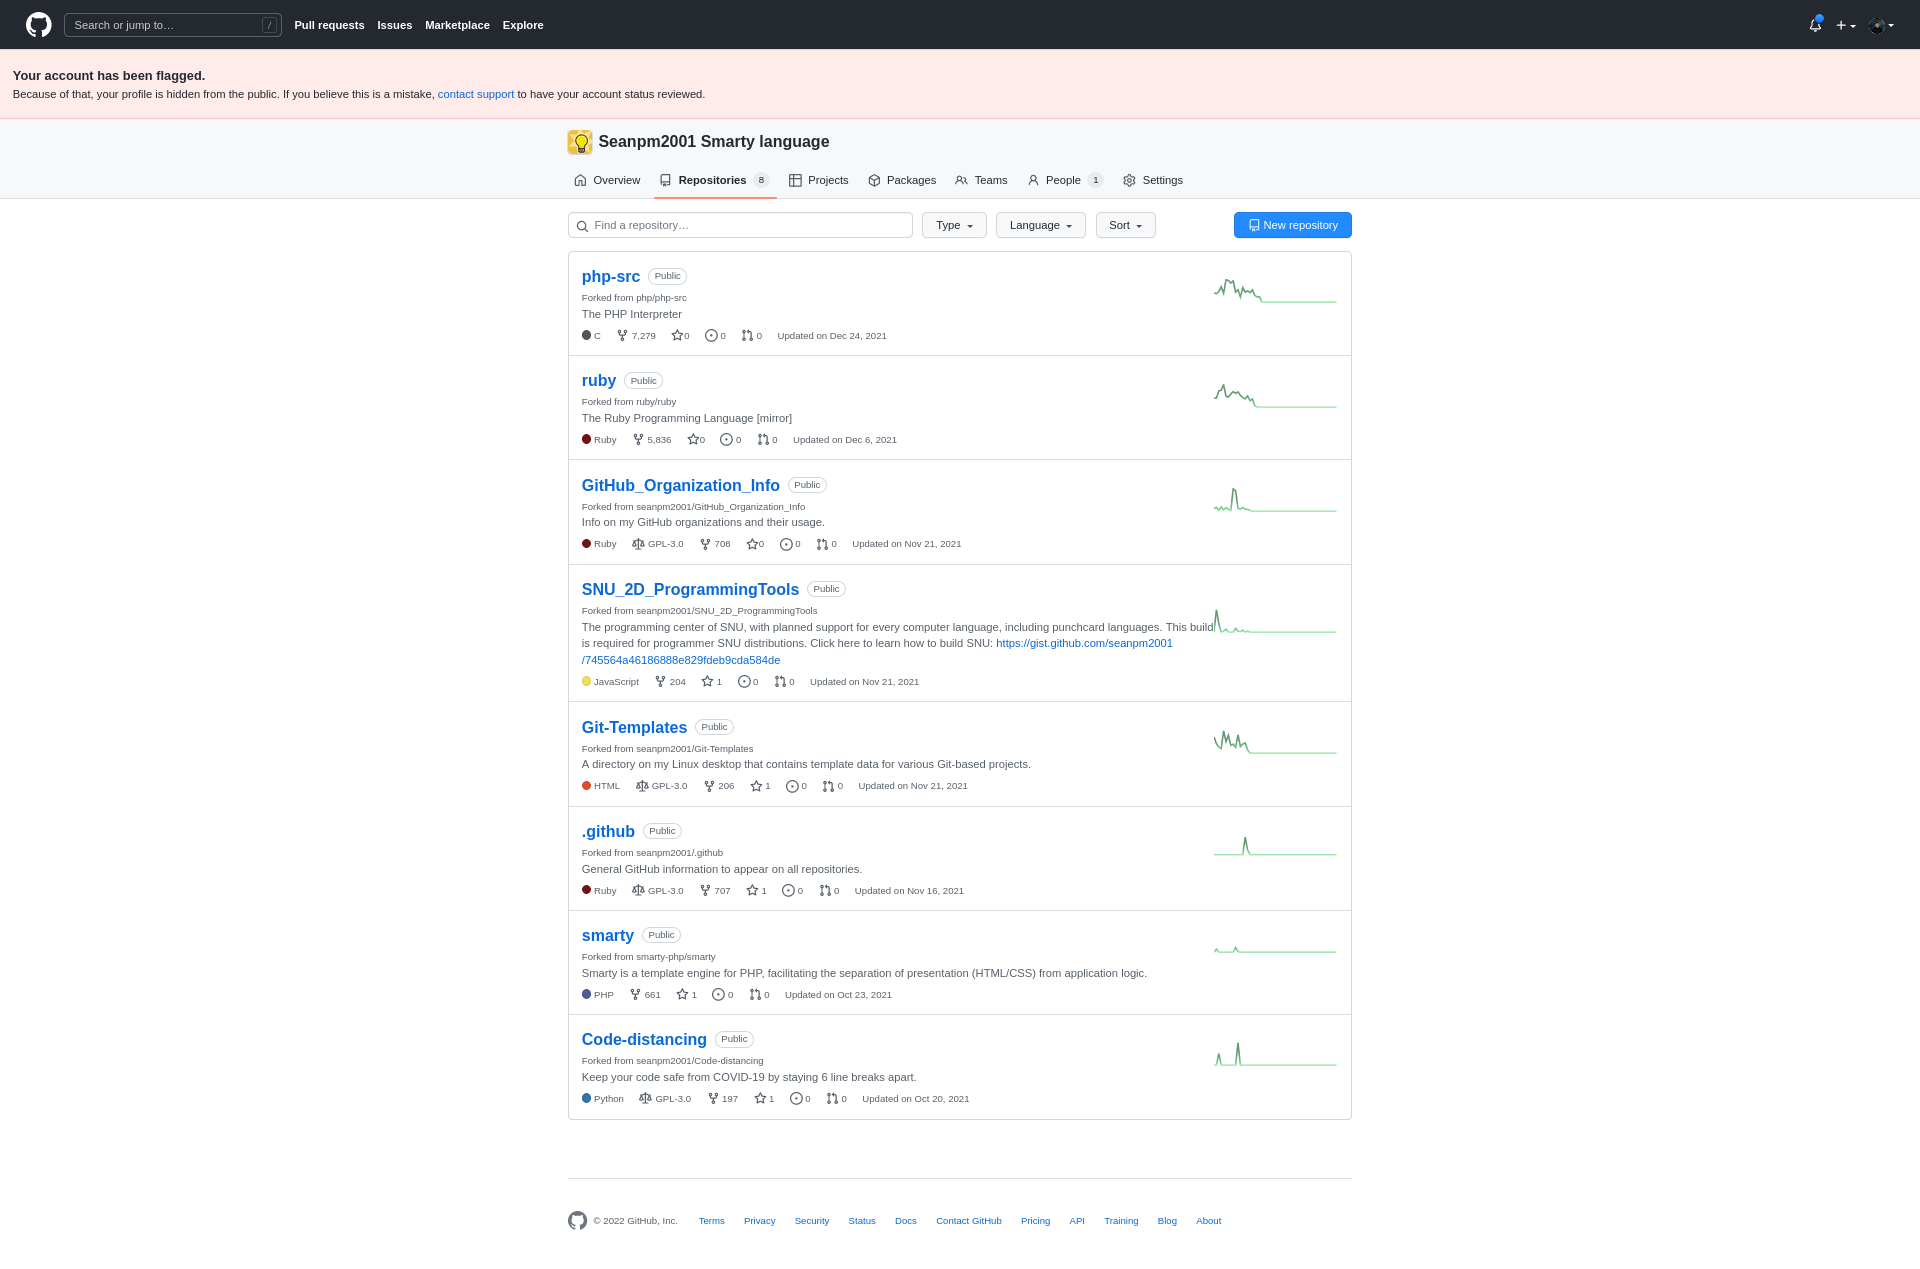 Search or jump to… /
Pull requests Issues Marketplace Explore
Your account has been flagged.
Because of that, your profile is hidden from the public. If you believe this is a mistake, contact support to have your account status reviewed.
Seanpm2001 Smarty language
Overview Repositories 8 Projects Packages Teams People 1 Settings
Find a repository… Type Language Sort New repository
php-src Public
Forked from php/php-src
The PHP Interpreter
C 7,279 0 0 0 Updated on Dec 24, 2021
ruby Public
Forked from ruby/ruby
The Ruby Programming Language [mirror]
Ruby 5,836 0 0 0 Updated on Dec 6, 2021
GitHub_Organization_Info Public
Forked from seanpm2001/GitHub_Organization_Info
Info on my GitHub organizations and their usage.
Ruby GPL-3.0 708 0 0 0 Updated on Nov 21, 2021
SNU_2D_ProgrammingTools Public
Forked from seanpm2001/SNU_2D_ProgrammingTools
The programming center of SNU, with planned support for every computer language, including punchcard languages. This build
is required for programmer SNU distributions. Click here to learn how to build SNU: https://gist.github.com/seanpm2001
/745564a46186888e829fdeb9cda584de
JavaScript 204 1 0 0 Updated on Nov 21, 2021
Git-Templates Public
Forked from seanpm2001/Git-Templates
A directory on my Linux desktop that contains template data for various Git-based projects.
HTML GPL-3.0 206 1 0 0 Updated on Nov 21, 2021
.github Public
Forked from seanpm2001/.github
General GitHub information to appear on all repositories.
Ruby GPL-3.0 707 1 0 0 Updated on Nov 16, 2021
smarty Public
Forked from smarty-php/smarty
Smarty is a template engine for PHP, facilitating the separation of presentation (HTML/CSS) from application logic.
PHP 661 1 0 0 Updated on Oct 23, 2021
Code-distancing Public
Forked from seanpm2001/Code-distancing
Keep your code safe from COVID-19 by staying 6 line breaks apart.
Python GPL-3.0 197 1 0 0 Updated on Oct 20, 2021
© 2022 GitHub, Inc. Terms Privacy Security Status Docs Contact GitHub Pricing API Training Blog About